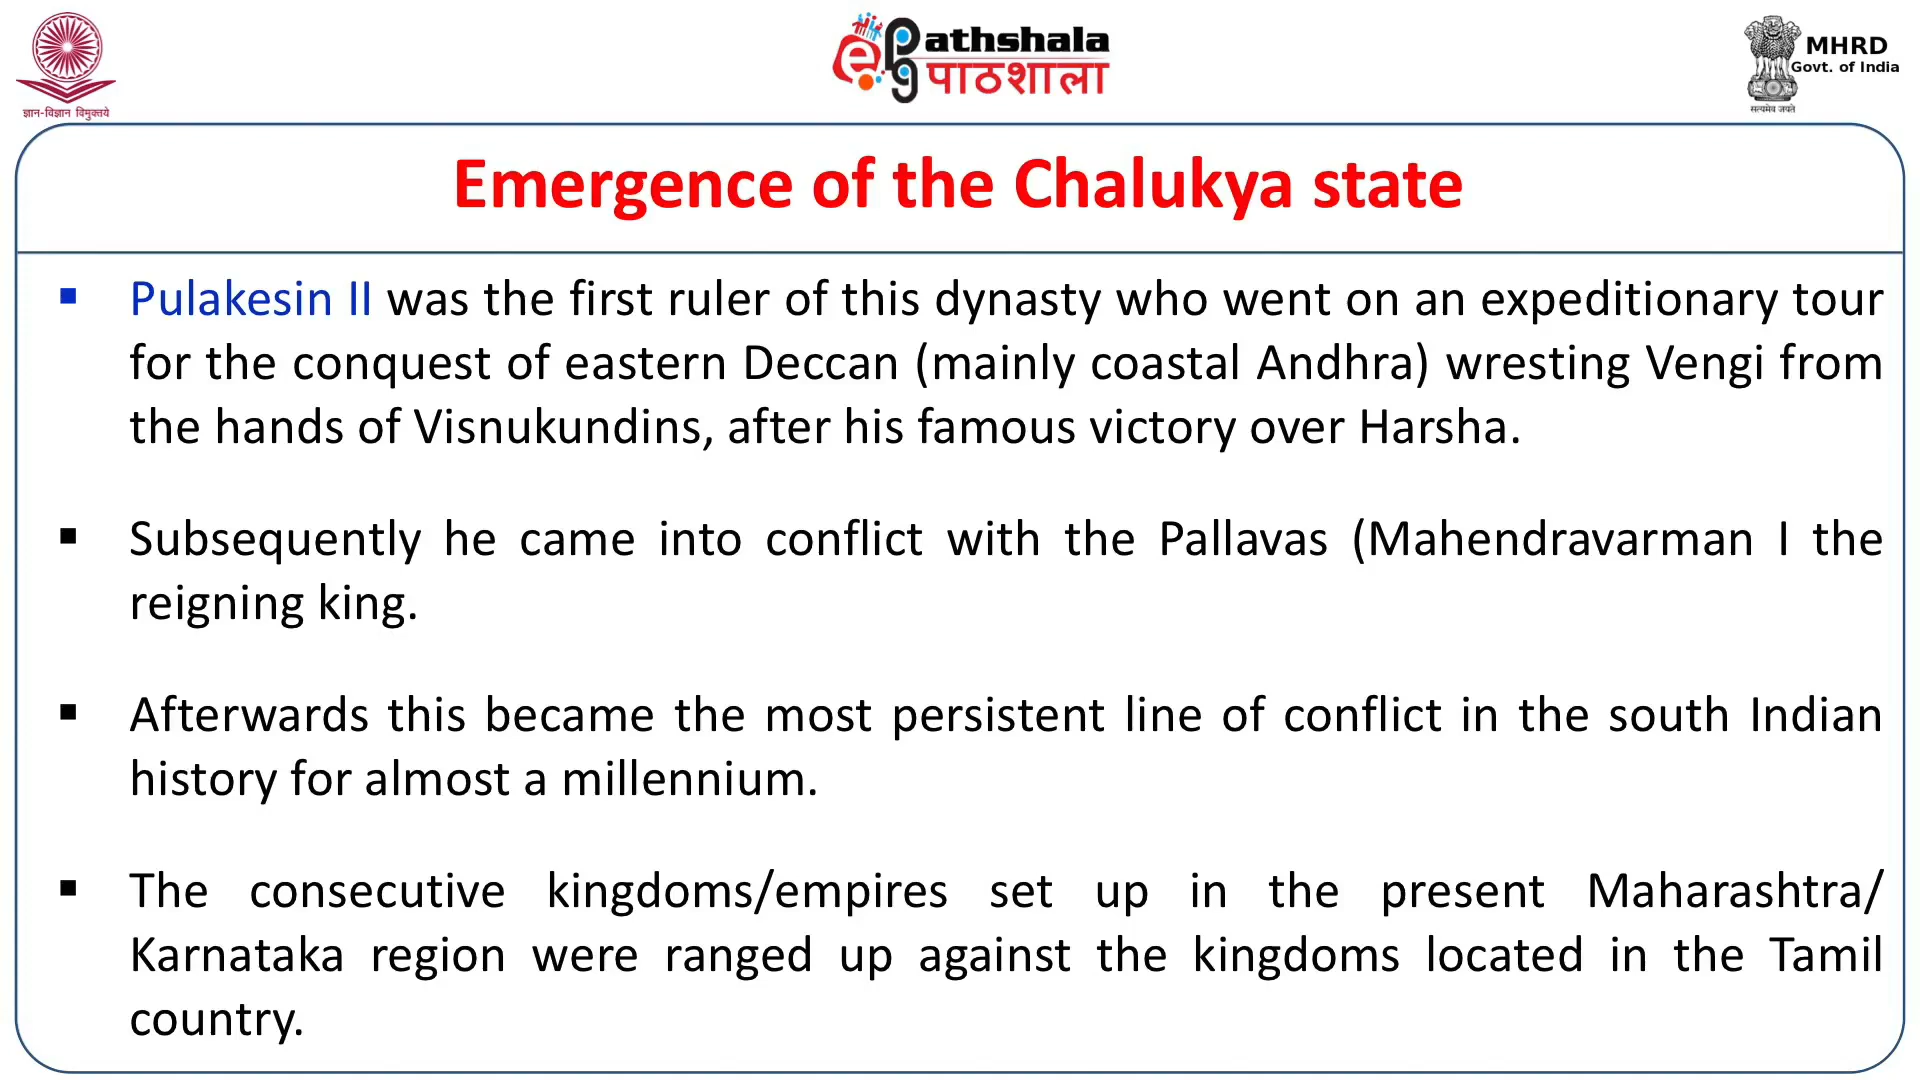 ज्ञान-विज्ञान विमुक्तये
ePathshala
पाठशाला
MHRD
Govt. of India
सत्यमेव जयते
Emergence of the Chalukya state
▪ Pulakesin II was the first ruler of this dynasty who went on an expeditionary tour
for the conquest of eastern Deccan (mainly coastal Andhra) wresting Vengi from
the hands of Visnukundins, after his famous victory over Harsha.
▪ Subsequently he came into conflict with the Pallavas (Mahendravarman I the
reigning king.
▪ Afterwards this became the most persistent line of conflict in the south Indian
history for almost a millennium.
▪ The consecutive kingdoms/empires set up in the present Maharashtra/
Karnataka region were ranged up against the kingdoms located in the Tamil
country.